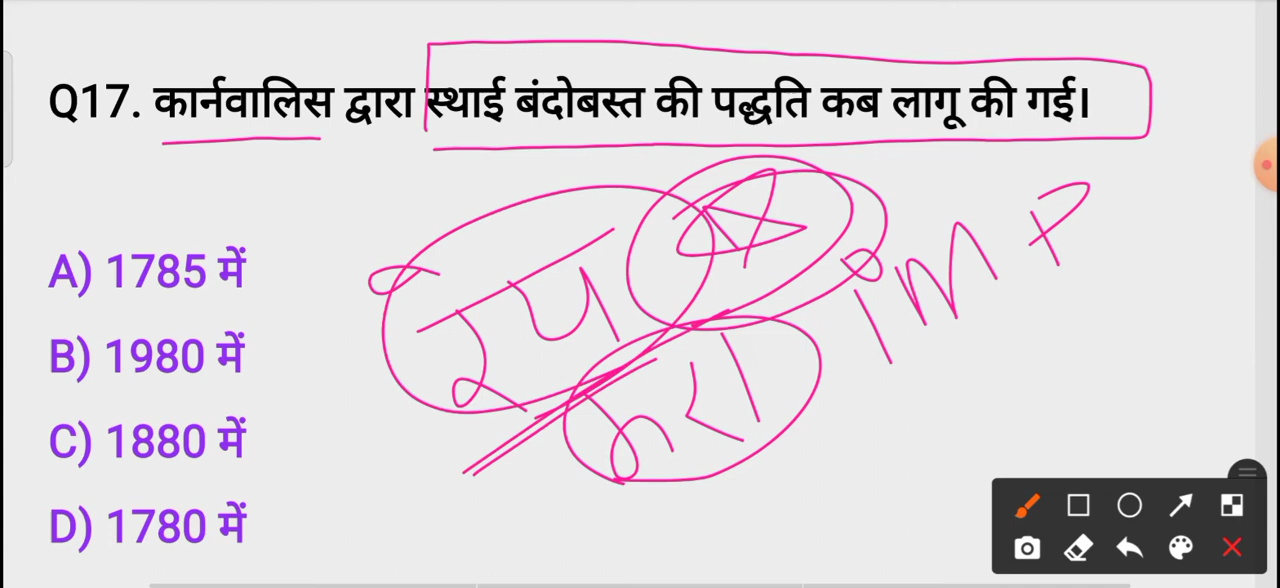 Q17. कार्नवालिस द्वारा स्थाई बंदोबस्त की पद्धति कब लागू की गई।
IMP
A) 1785 में
B) 1980 में
C) 1880 में
D) 1780 में